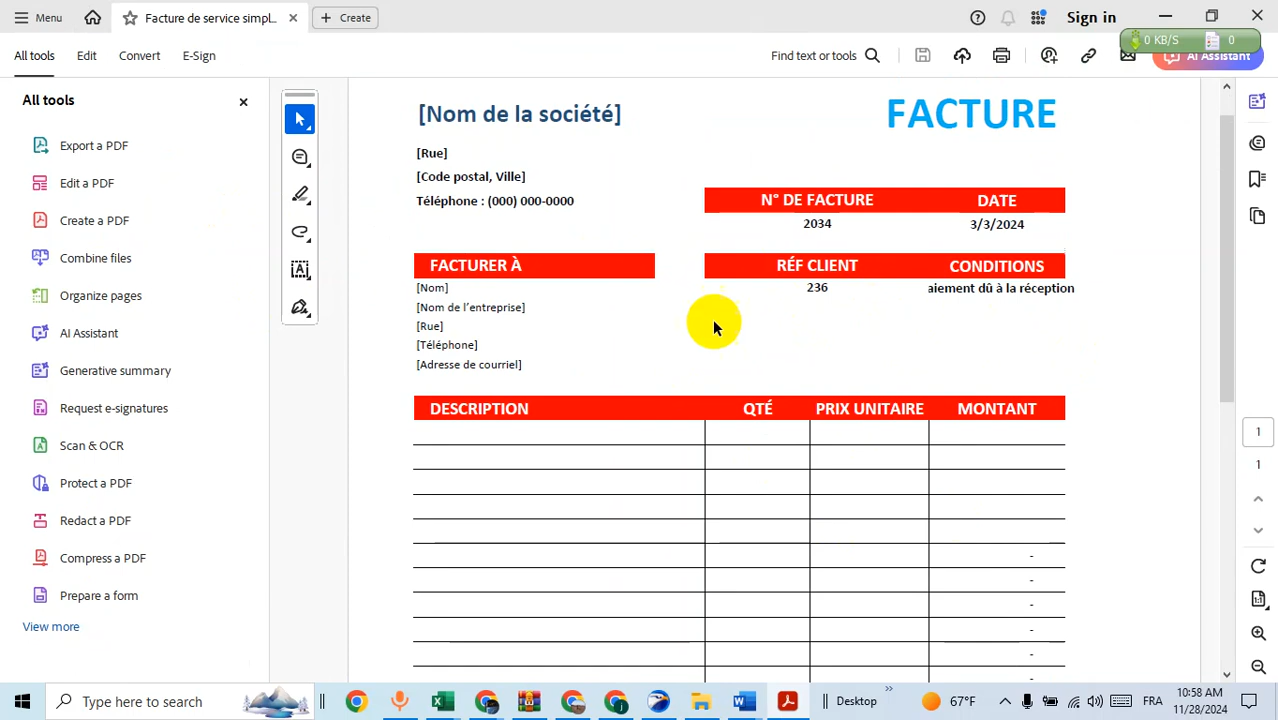 Menu
Facture de service simpl...
Create
Sign in
0 KB/S
0
All tools
Edit
Convert
E-Sign
Find text or tools
AI Assistant
All tools
Export a PDF
Edit a PDF
Create a PDF
Combine files
Organize pages
AI Assistant
Generative summary
Request e-signatures
Scan & OCR
Protect a PDF
Redact a PDF
Compress a PDF
Prepare a form
View more
[Nom de la société]
FACTURE
[Rue]
[Code postal, Ville]
Téléphone : (000) 000-0000
N° DE FACTURE DATE
2034 3/3/2024
FACTURER À
RÉF CLIENT CONDITIONS
236 aiement dû à la réception
[Nom]
[Nom de l’entreprise]
[Rue]
[Téléphone]
[Adresse de courriel]
DESCRIPTION QTÉ PRIX UNITAIRE MONTANT
-
-
-
-
-
1
1
Type here to search
Desktop
67°F
FRA
10:58 AM
11/28/2024